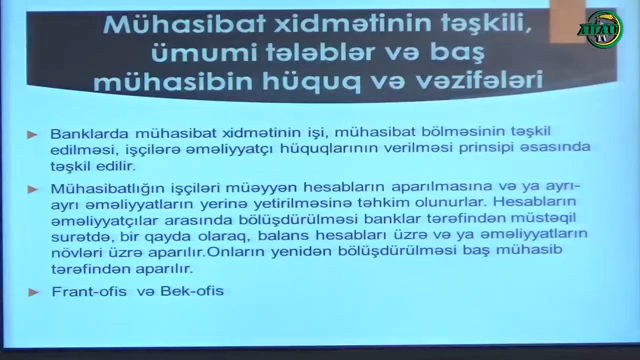 Mühasibat xidmətinin təşkili,
ümumi tələblər və baş
mühasibin hüquq və vəzifələri
Banklarda mühasibat xidmətinin işi, mühasibat bölməsinin təşkil
edilməsi, işçilərə əməliyyatçı hüquqlarının verilməsi prinsipi əsasında
təşkil edilir.
Mühasibatlığın işçiləri müəyyən hesabların aparılmasına və ya ayrı-
ayrı əməliyyatların yerinə yetirilməsinə təhkim olunurlar. Hesabların
əməliyyatçılar arasında bölüşdürülməsi banklar tərəfindən müstəqil
surətdə, bir qayda olaraq, balans hesabları üzrə və ya əməliyyatların
növləri üzrə aparılır.Onların yenidən bölüşdürülməsi baş mühasib
tərəfindən aparılır.
Frant-ofis və Bek-ofis
TV